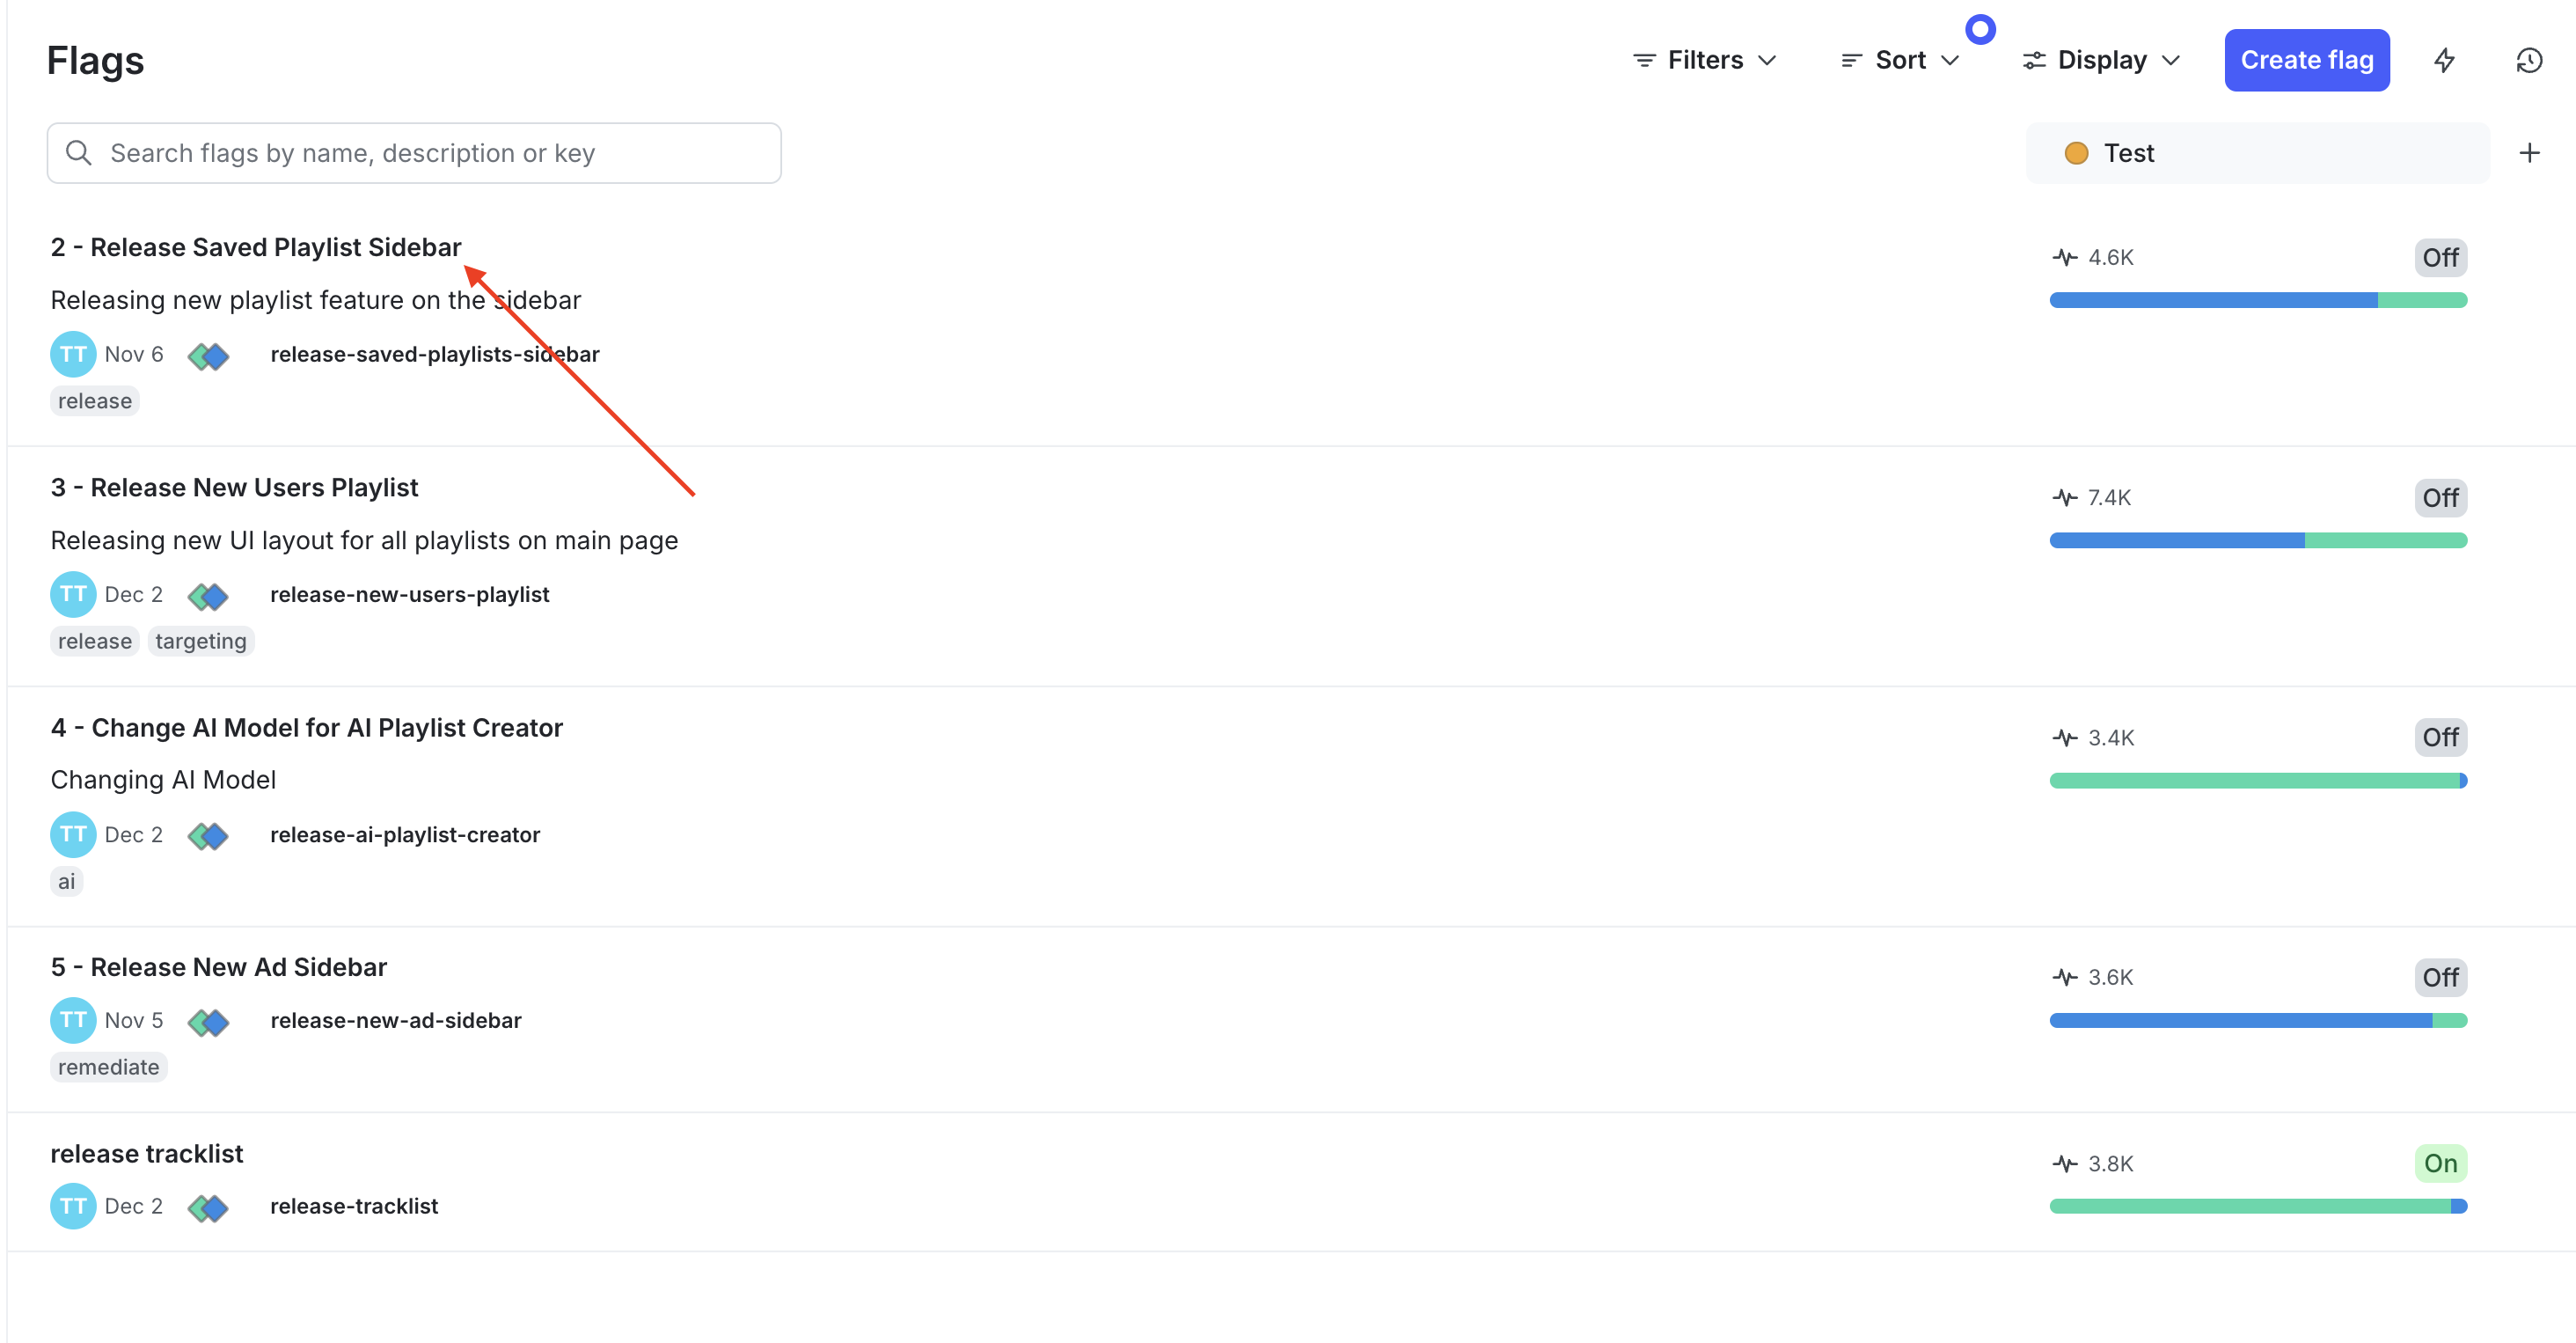 Flags
Filters
Sort
Display
Create flag
Search flags by name, description or key
Test
2 - Release Saved Playlist Sidebar
4.6K
Off
Releasing new playlist feature on the sidebar
TT Nov 6 release-saved-playlists-sidebar
release
3 - Release New Users Playlist
7.4K
Off
Releasing new UI layout for all playlists on main page
TT Dec 2 release-new-users-playlist
release targeting
4 - Change AI Model for AI Playlist Creator
3.4K
Off
Changing AI Model
TT Dec 2 release-ai-playlist-creator
ai
5 - Release New Ad Sidebar
3.6K
Off
TT Nov 5 release-new-ad-sidebar
remediate
release tracklist
3.8K
On
TT Dec 2 release-tracklist